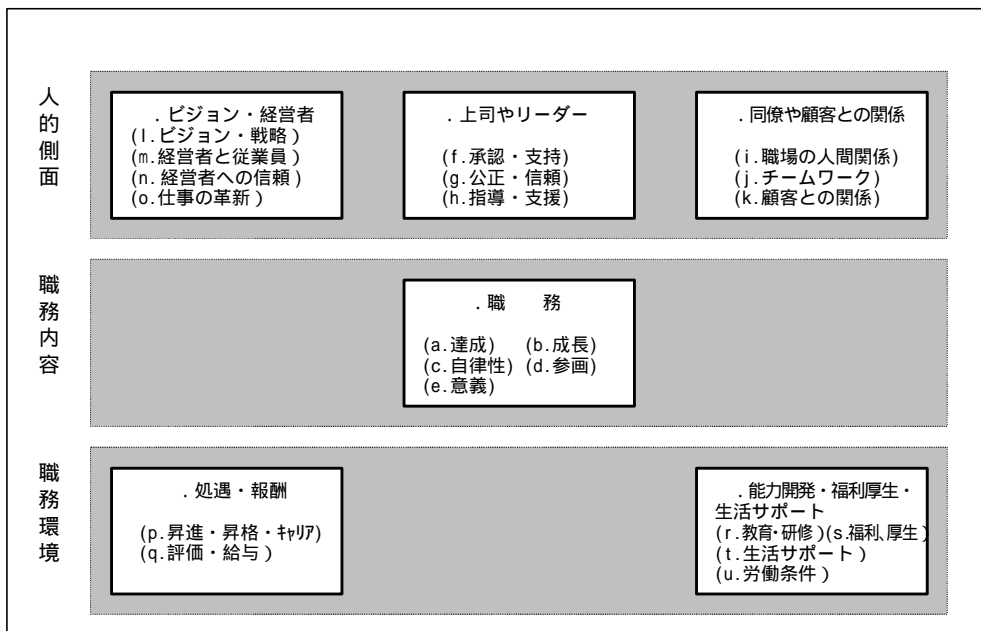 人的側面
．ビジョン・経営者
(l.ビジョン・戦略）
(m.経営者と従業員）
(n.経営者への信頼）
(o.仕事の革新）
．上司やリーダー
(f.承認・支持)
(g.公正・信頼)
(h.指導・支援)
．同僚や顧客との関係
(i.職場の人間関係)
(j.チームワーク)
(k.顧客との関係)
職務内容
．職　　務
(a.達成)　　(b.成長)
(c.自律性)　(d.参画)
(e.意義)
職務環境
．処遇・報酬
(p.昇進・昇格・ｷｬﾘｱ)
(q.評価・給与）
．能力開発・福利厚生・
生活サポート
(r.教育・研修)(s.福利、厚生)
(t.生活サポート）
(u.労働条件）